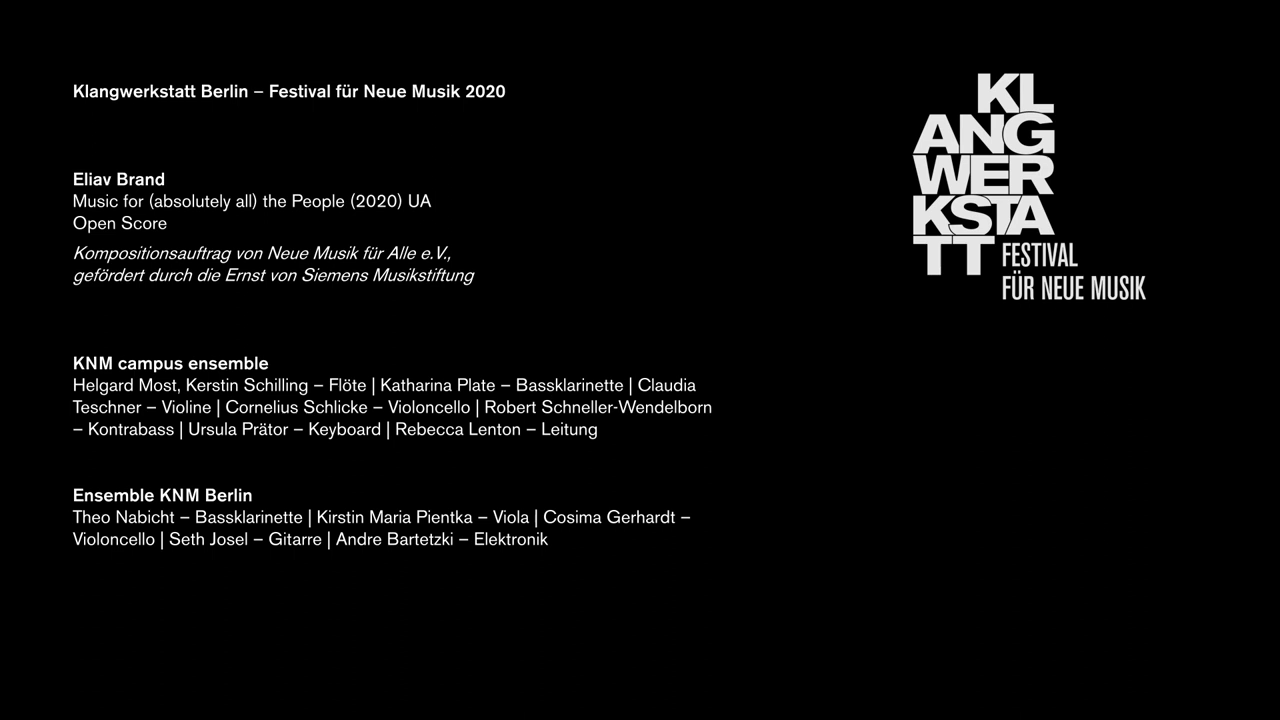 Klangwerkstatt Berlin – Festival für Neue Musik 2020
Eliav Brand
Music for (absolutely all) the People (2020) UA
Open Score
Kompositionsauftrag von Neue Musik für Alle e.V.,
gefördert durch die Ernst von Siemens Musikstiftung
KNM campus ensemble
Helgard Most, Kerstin Schilling – Flöte | Katharina Plate – Bassklarinette | Claudia
Teschner – Violine | Cornelius Schlicke – Violoncello | Robert Schneller-Wendelborn
– Kontrabass | Ursula Prätor – Keyboard | Rebecca Lenton – Leitung
Ensemble KNM Berlin
Theo Nabicht – Bassklarinette | Kirstin Maria Pientka – Viola | Cosima Gerhardt –
Violoncello | Seth Josel – Gitarre | Andre Bartetzki – Elektronik
KL
ANG
WER
KSTA
TT
FESTIVAL
FÜR NEUE MUSIK